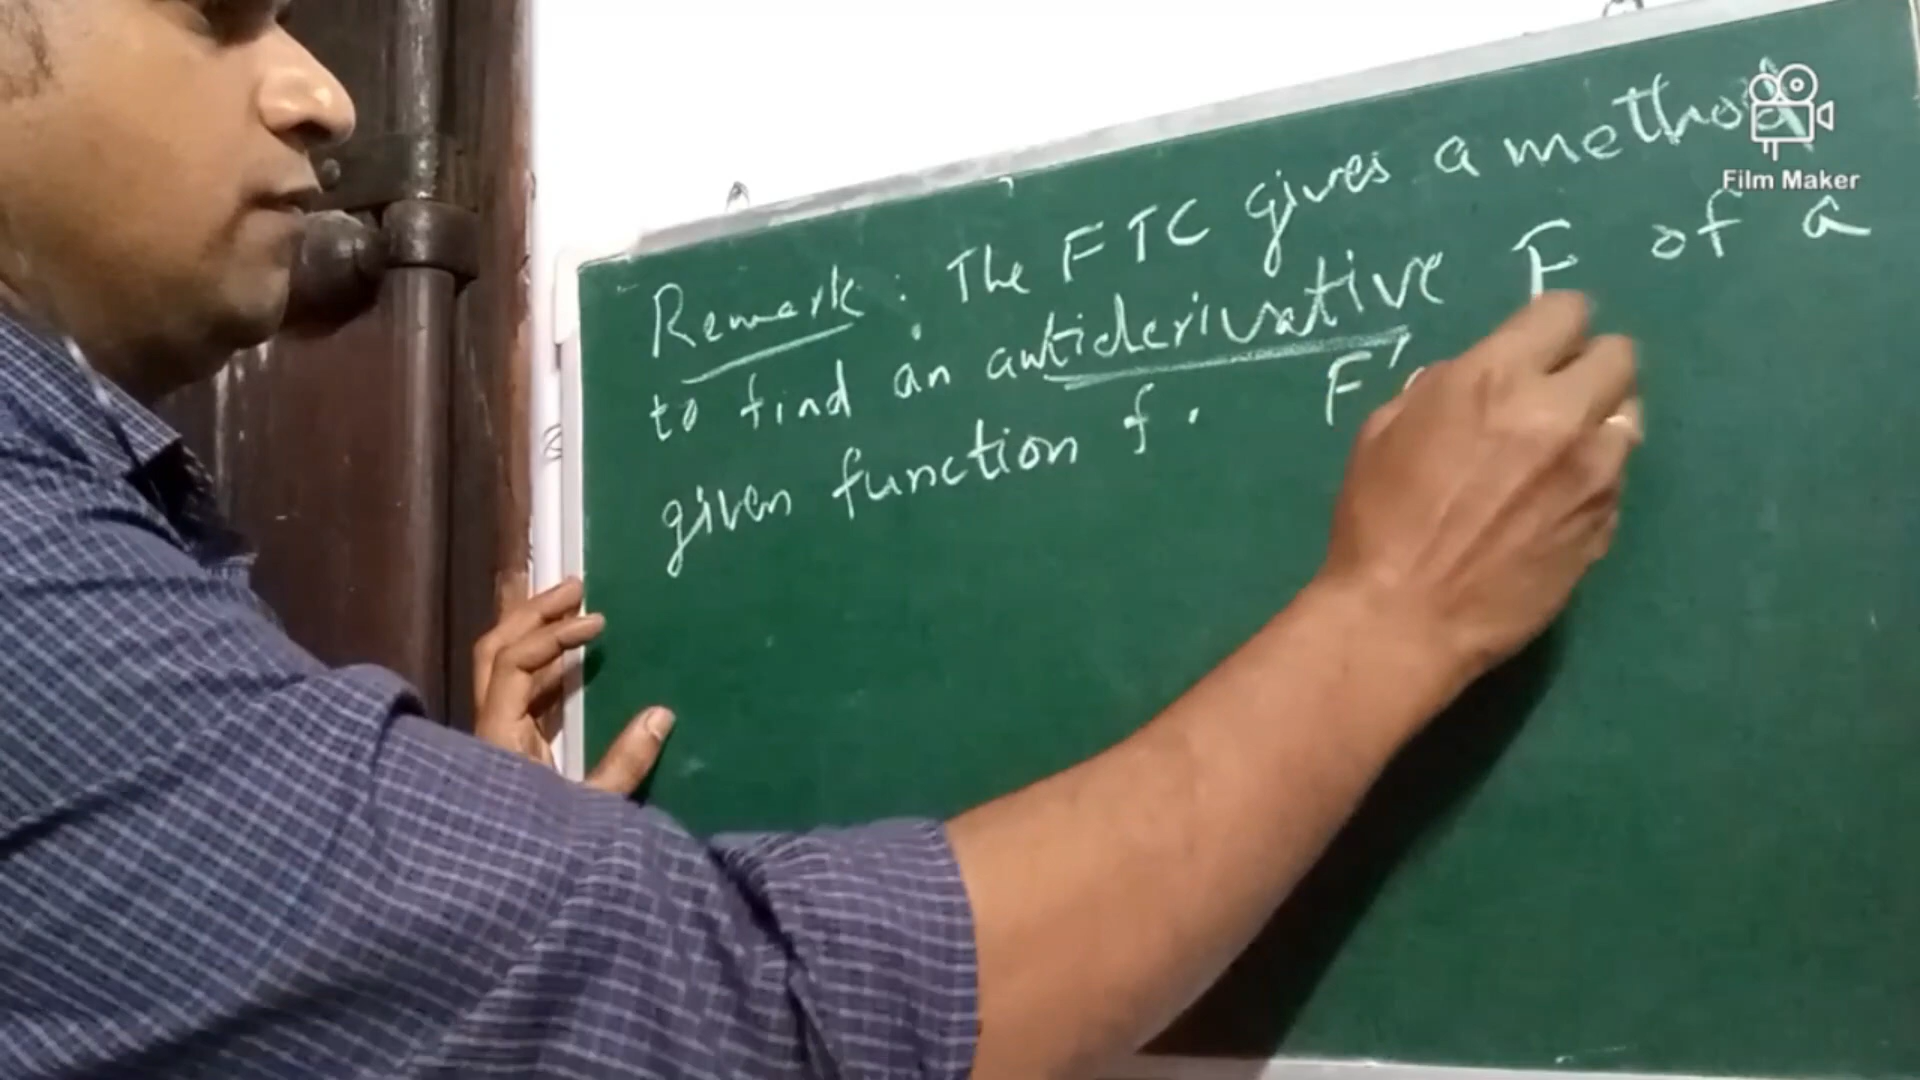 Remark: The FTC gives a method
to find an antiderivative F of a
given function f. F'
Film Maker